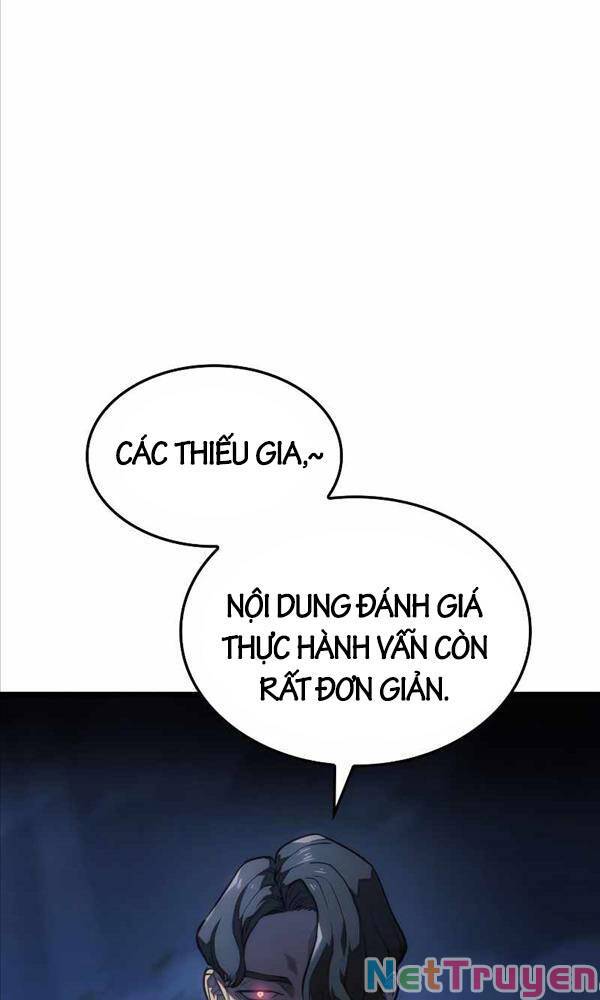 CÁC THIẾU GIA,~
NỘI DUNG ĐÁNH GIÁ
THỰC HÀNH VẪN CÒN
RẤT ĐƠN GIẢN.
NetTruyen